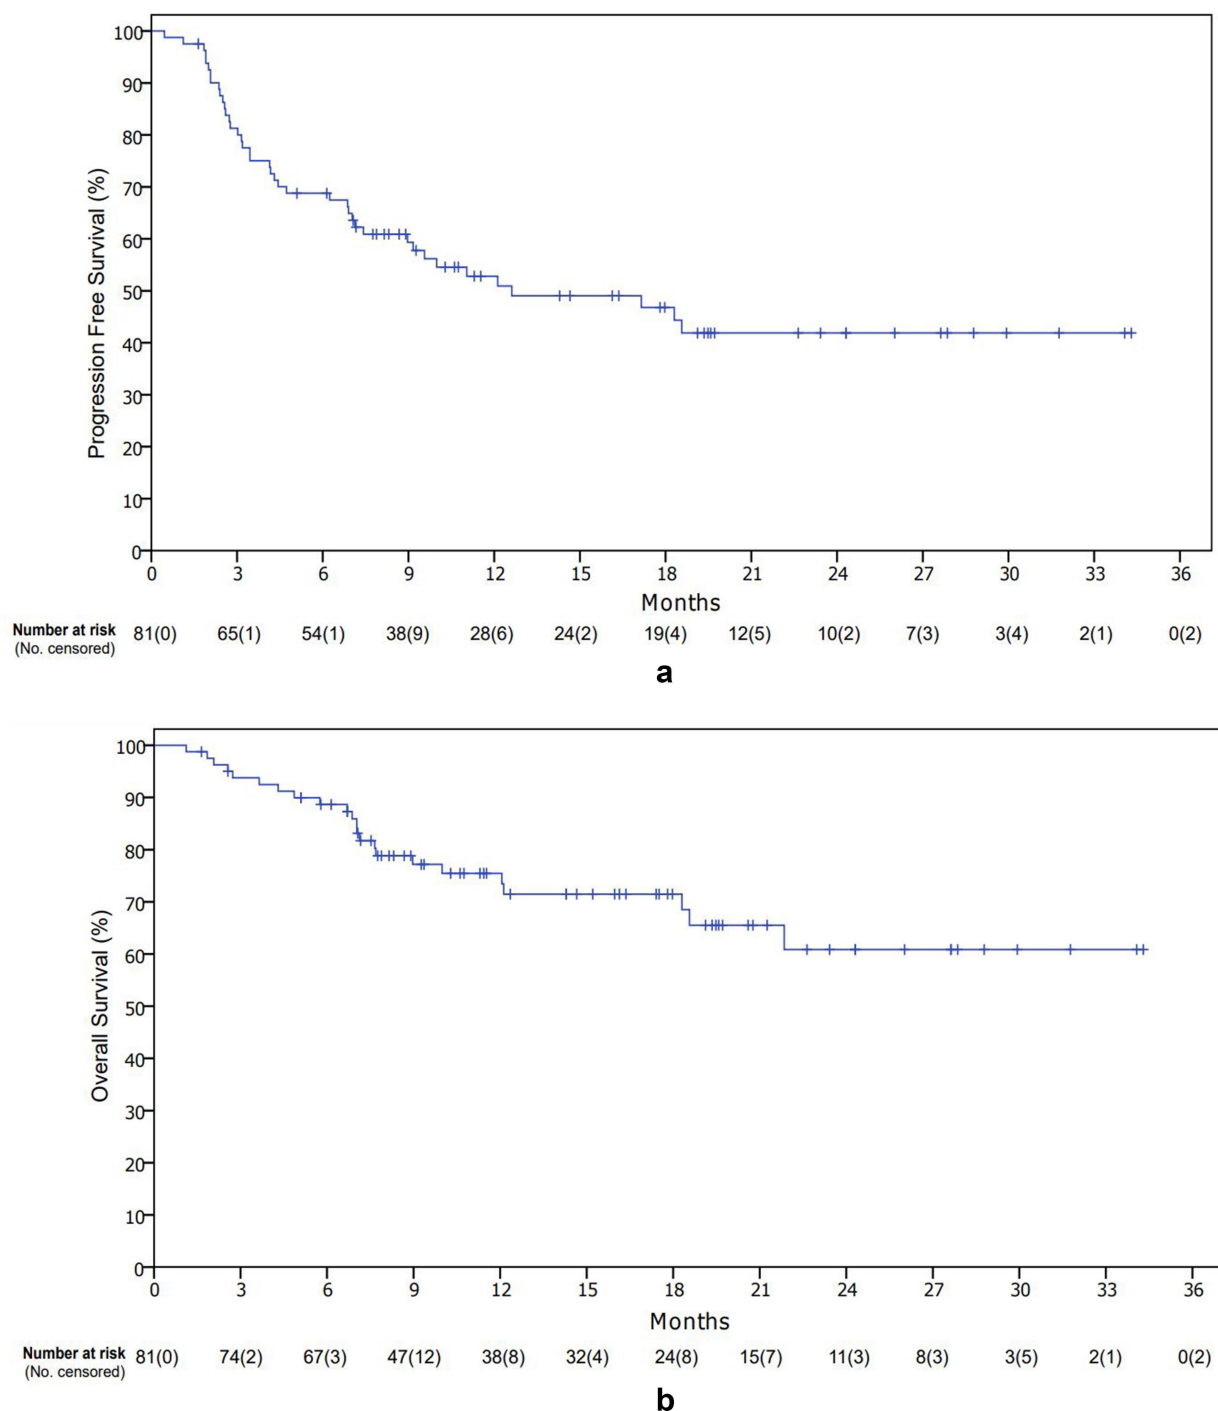 a
100
90
80
70
60
50
40
30
20
10
0
Progression Free Survival (%)
0 3 6 9 12 15 18 21 24 27 30 33 36
Months
Number at risk 81(0) 65(1) 54(1) 38(9) 28(6) 24(2) 19(4) 12(5) 10(2) 7(3) 3(4) 2(1) 0(2)
(No. censored)
a
100
90
80
70
60
50
40
30
20
10
0
Overall Survival (%)
0 3 6 9 12 15 18 21 24 27 30 33 36
Months
Number at risk 81(0) 74(2) 67(3) 47(12) 38(8) 32(4) 24(8) 15(7) 11(3) 8(3) 3(5) 2(1) 0(2)
(No. censored)
b